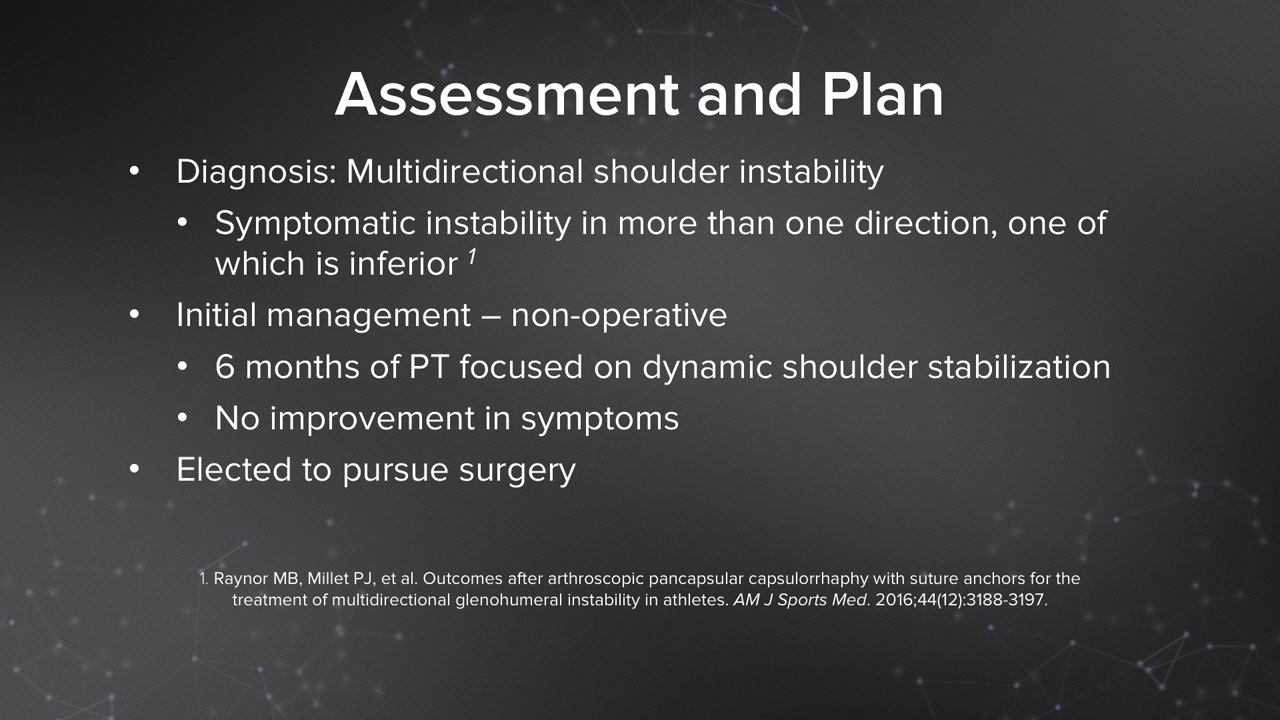 Assessment and Plan
• Diagnosis: Multidirectional shoulder instability
• Symptomatic instability in more than one direction, one of
which is inferior 1
• Initial management – non-operative
• 6 months of PT focused on dynamic shoulder stabilization
• No improvement in symptoms
• Elected to pursue surgery
1. Raynor MB, Millet PJ, et al. Outcomes after arthroscopic pancapsular capsulorrhaphy with suture anchors for the
treatment of multidirectional glenohumeral instability in athletes. AM J Sports Med. 2016;44(12):3188-3197.